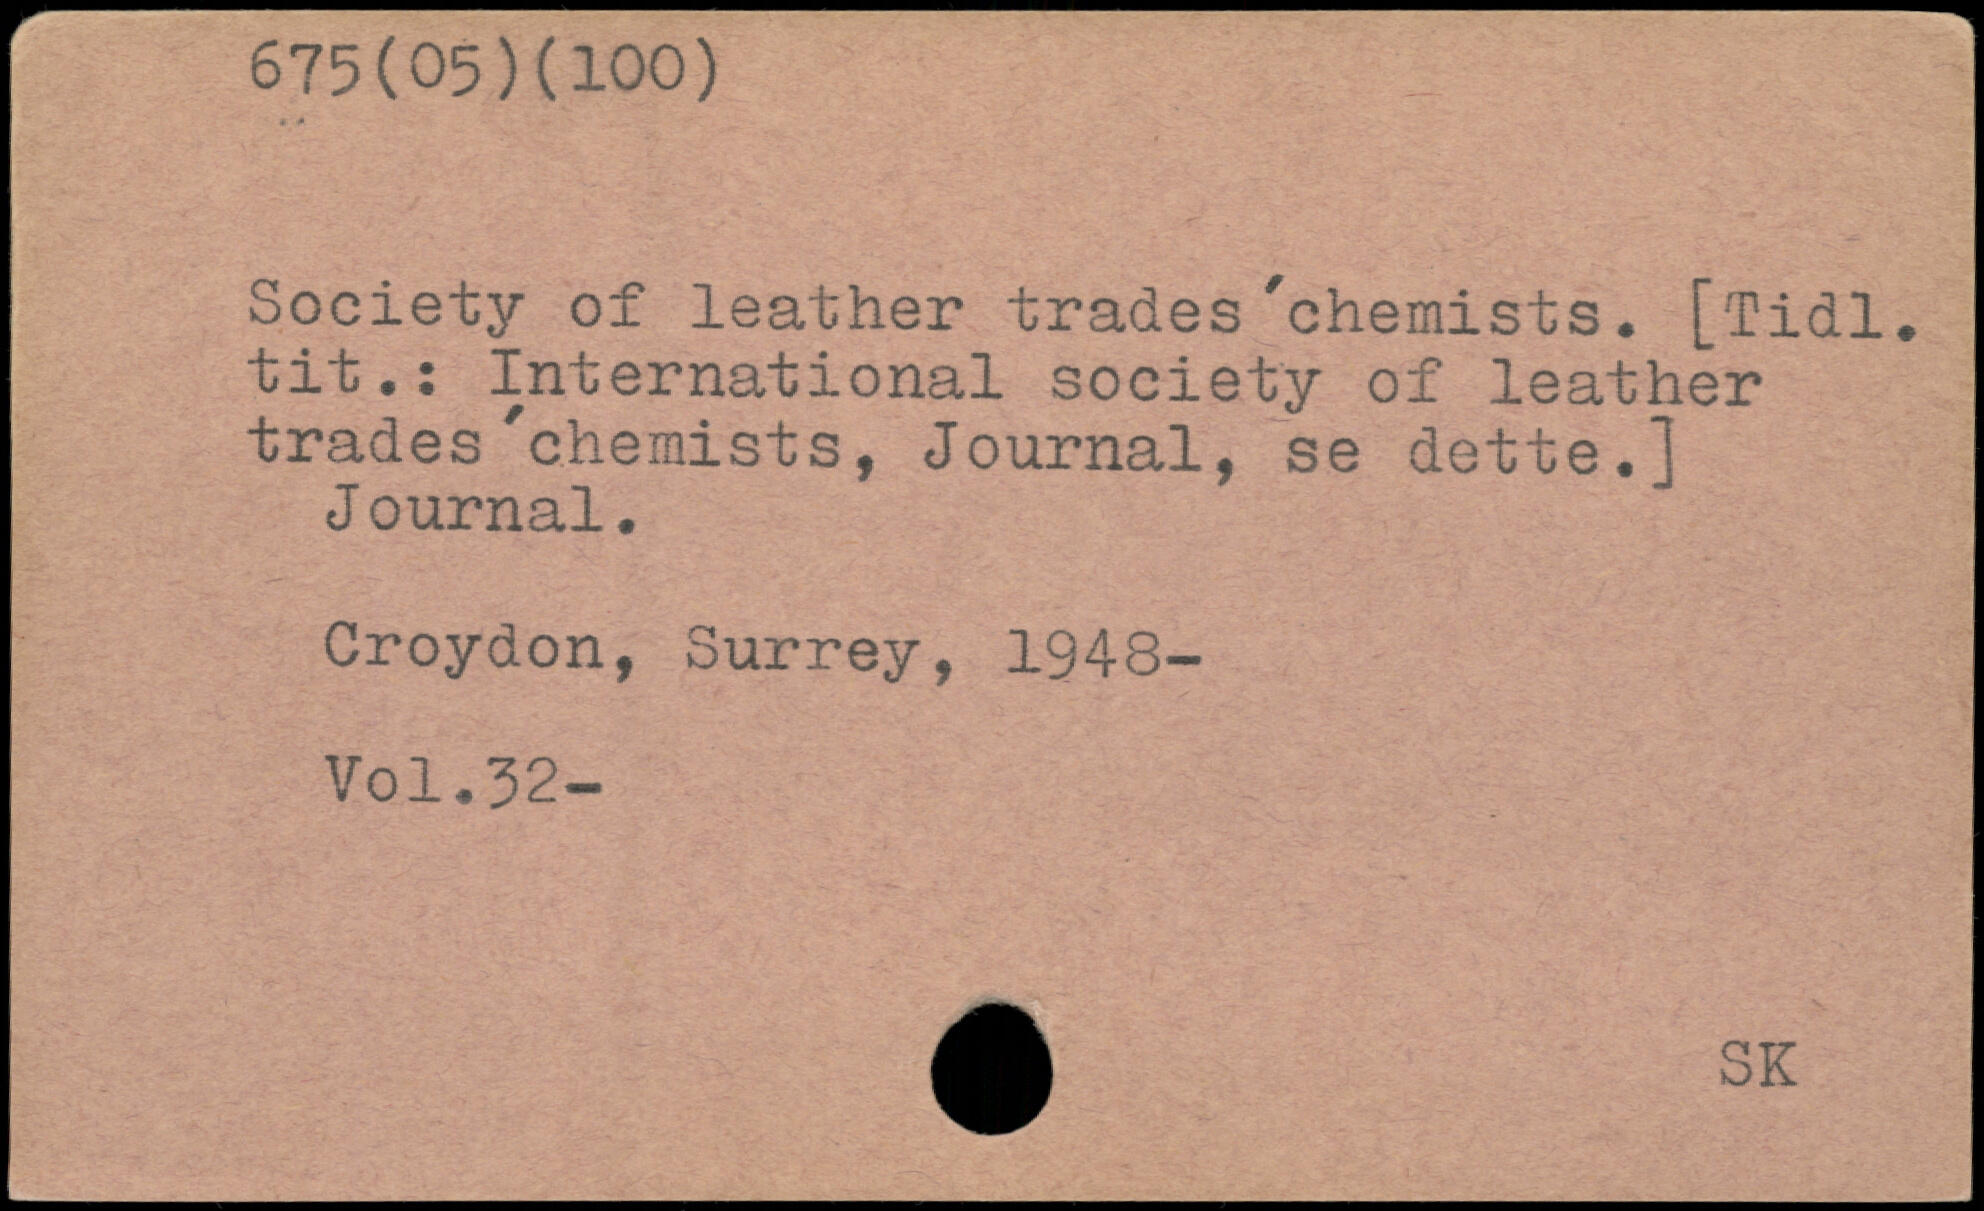 675(05)(100)
Society of leather trades'chemists. [Tidl.
tit.: International society of leather
trades'chemists, Journal, se dette.]
Journal.
Croydon, Surrey, 1948-
Vol.32-
SK